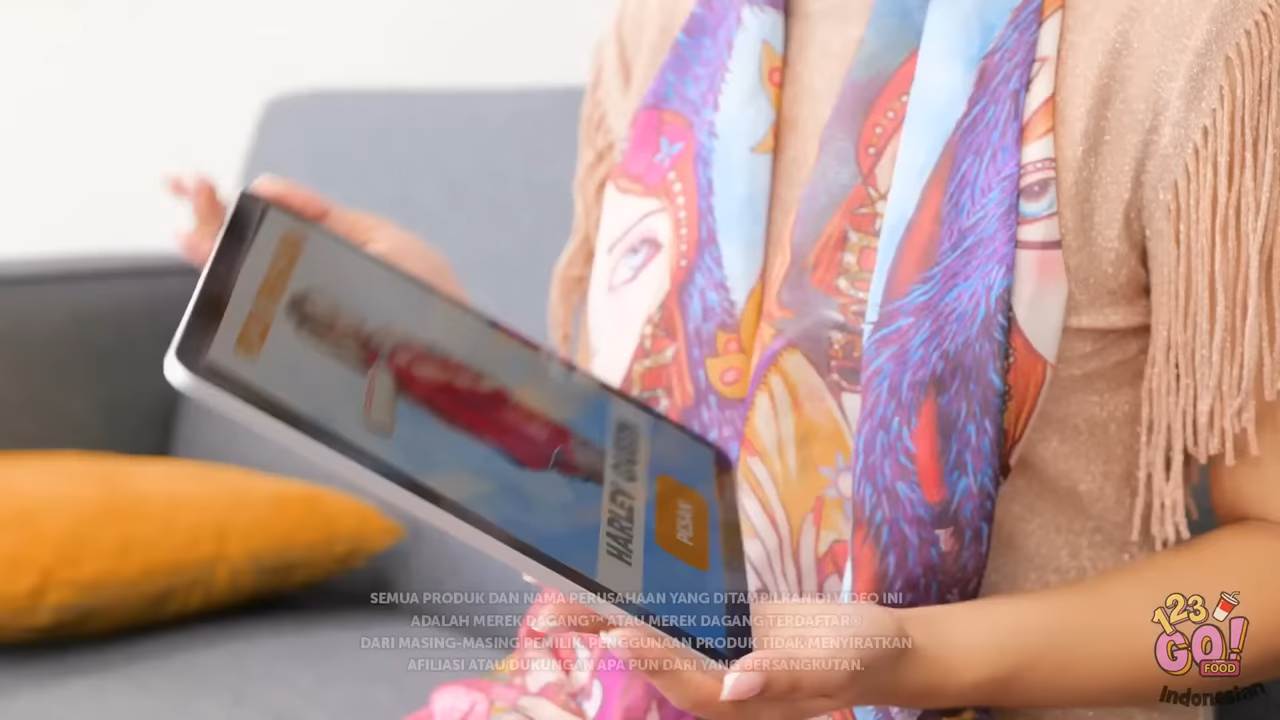 HARLEY QUEEN
PESAN
SEMUA PRODUK DAN NAMA PERUSAHAAN YANG DITAMPILKAN DI VIDEO INI
ADALAH MEREK DAGANG™ ATAU MEREK DAGANG TERDAFTAR®
DARI MASING-MASING PEMILIK. PENGGUNAAN PRODUK TIDAK MENYIRATKAN
AFILIASI ATAU DUKUNGAN APA PUN DARI YANG BERSANGKUTAN.
123
GO!
FOOD
Indonesian